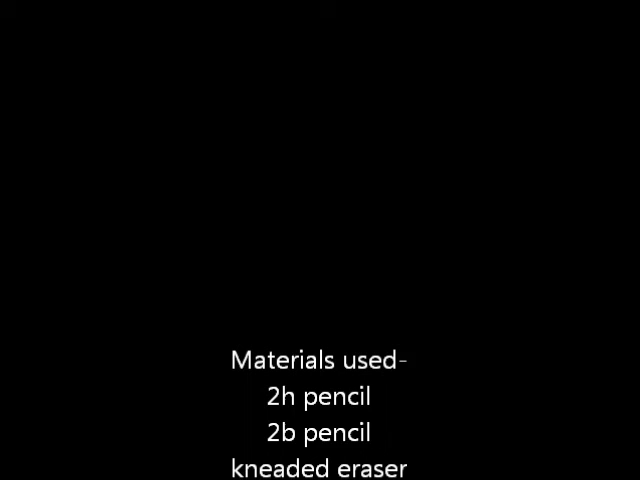 Materials used-
2h pencil
2b pencil
kneaded eraser